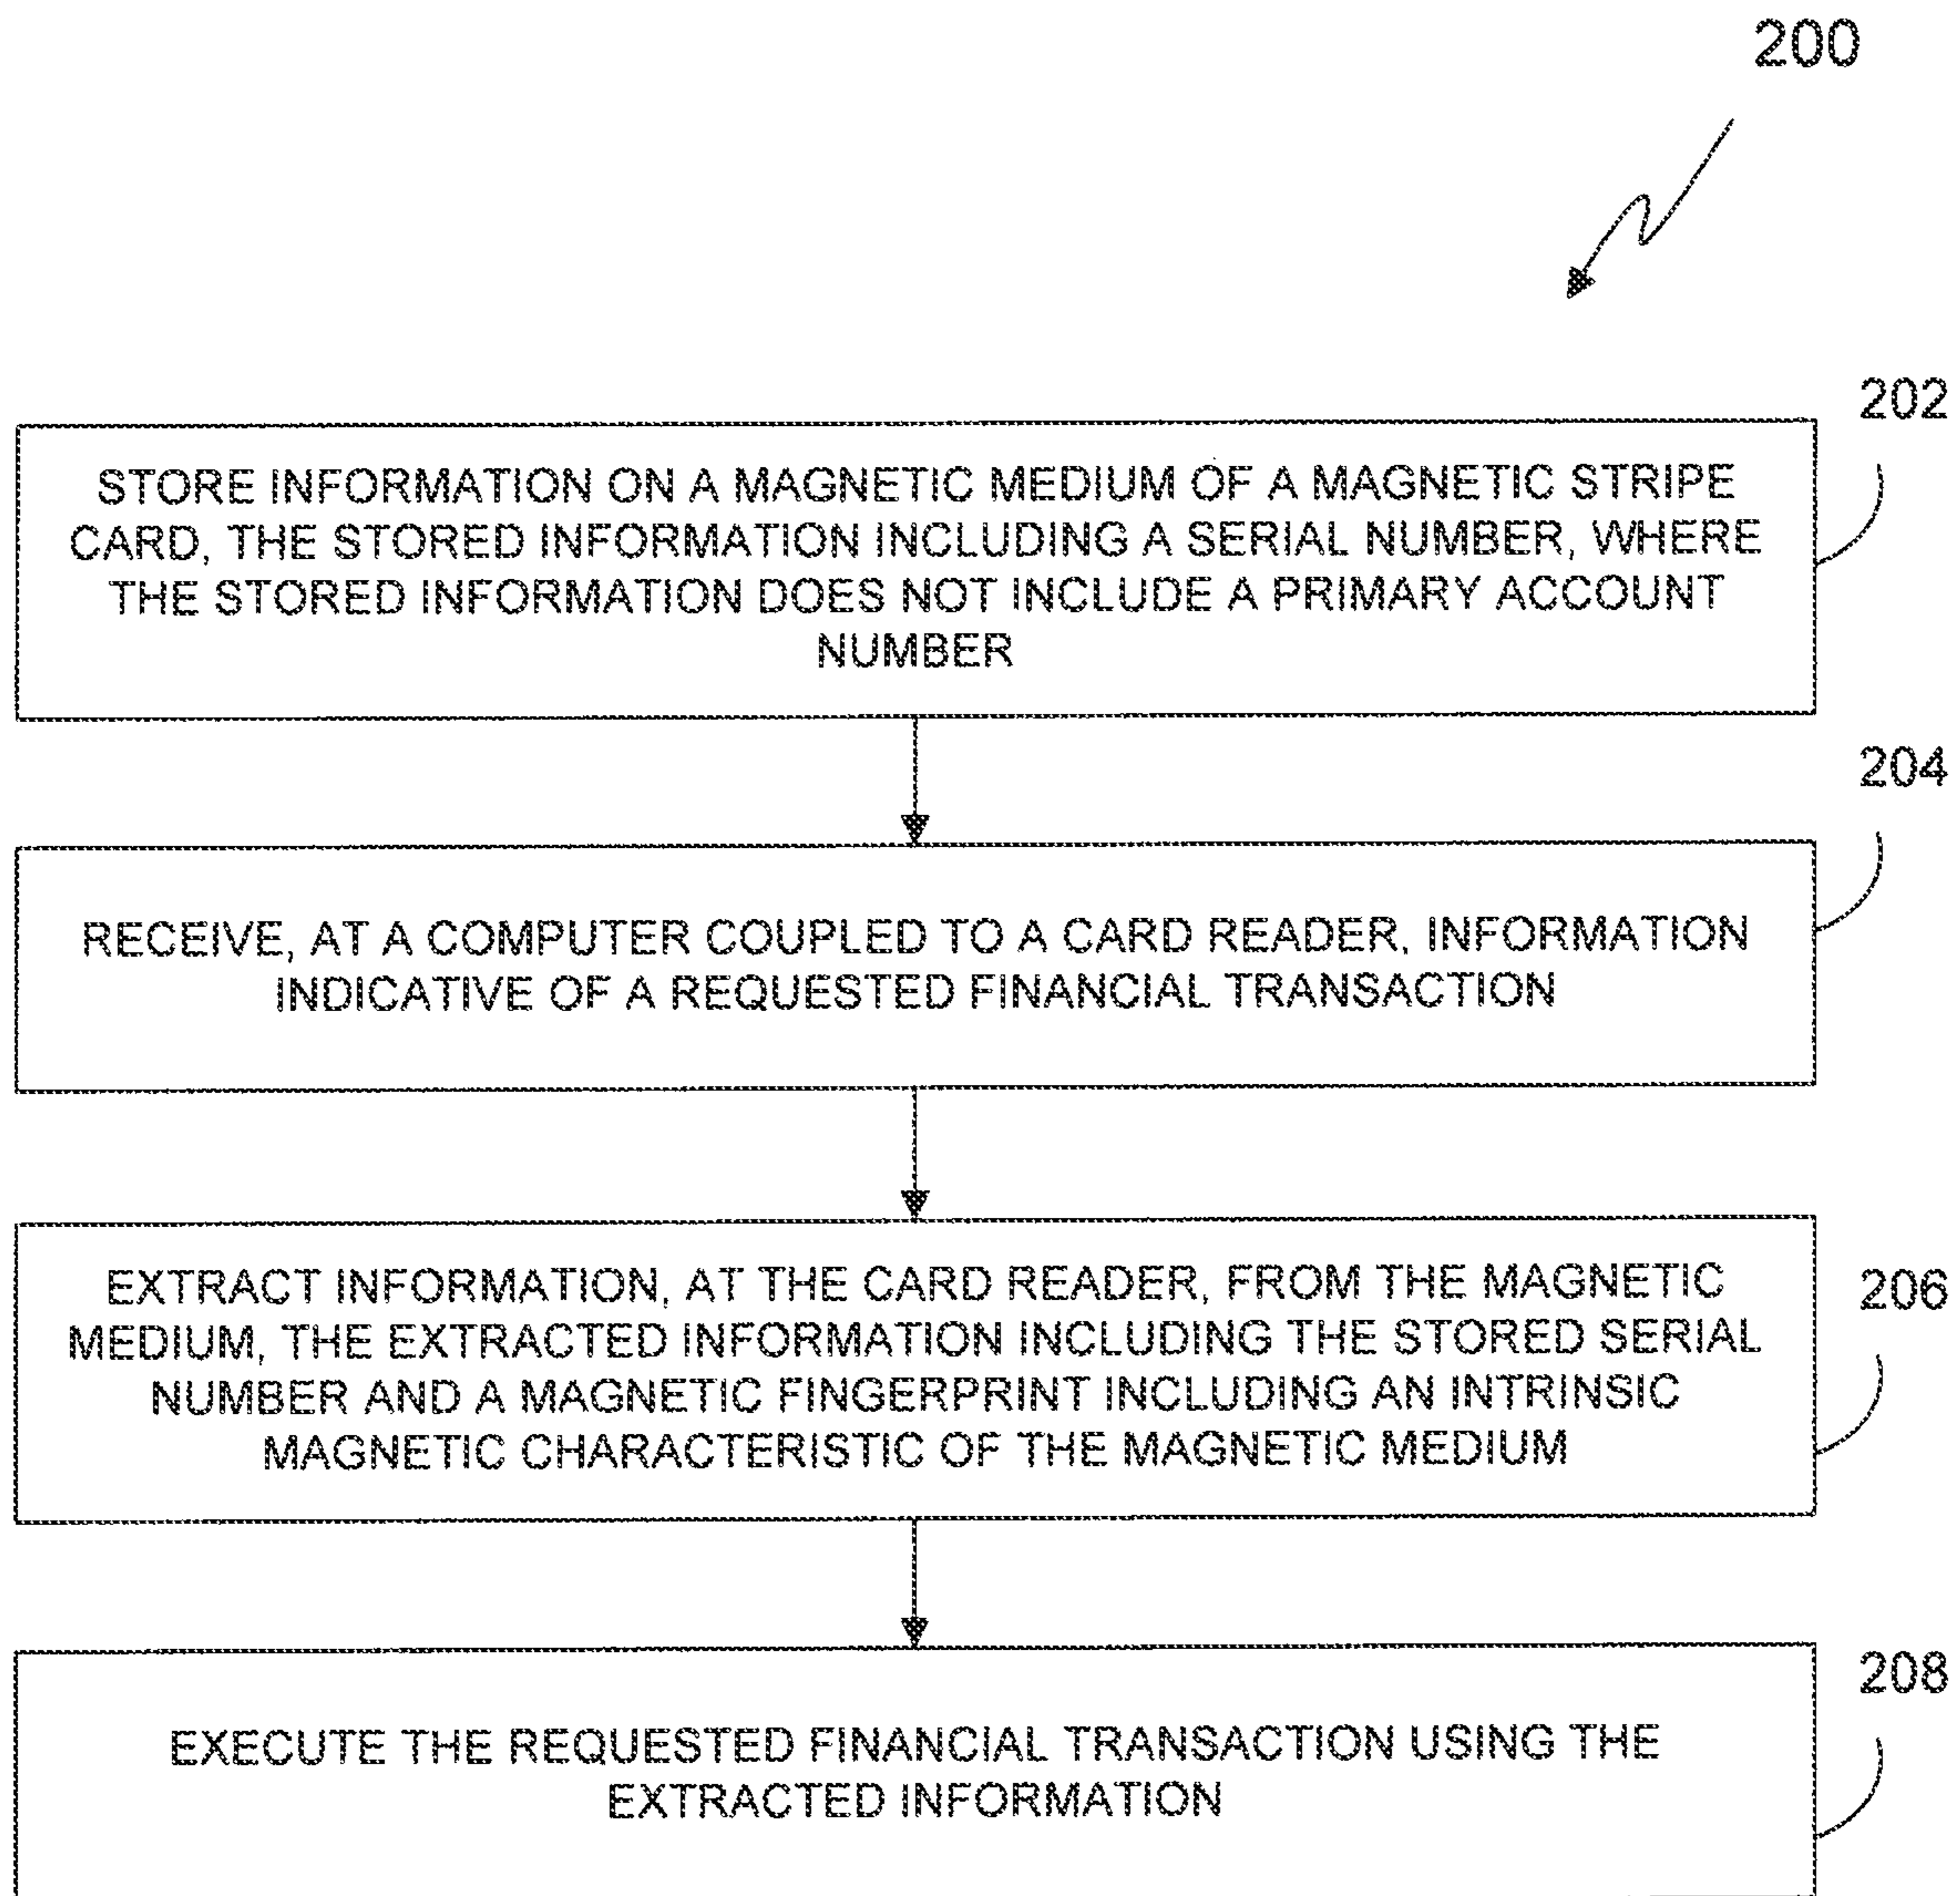 200
202
STORE INFORMATION ON A MAGNETIC MEDIUM OF A MAGNETIC STRIPE
CARD, THE STORED INFORMATION INCLUDING A SERIAL NUMBER, WHERE
THE STORED INFORMATION DOES NOT INCLUDE A PRIMARY ACCOUNT
NUMBER
204
RECEIVE, AT A COMPUTER COUPLED TO A CARD READER, INFORMATION
INDICATIVE OF A REQUESTED FINANCIAL TRANSACTION
206
EXTRACT INFORMATION, AT THE CARD READER, FROM THE MAGNETIC
MEDIUM, THE EXTRACTED INFORMATION INCLUDING THE STORED SERIAL
NUMBER AND A MAGNETIC FINGERPRINT INCLUDING AN INTRINSIC
MAGNETIC CHARACTERISTIC OF THE MAGNETIC MEDIUM
208
EXECUTE THE REQUESTED FINANCIAL TRANSACTION USING THE
EXTRACTED INFORMATION